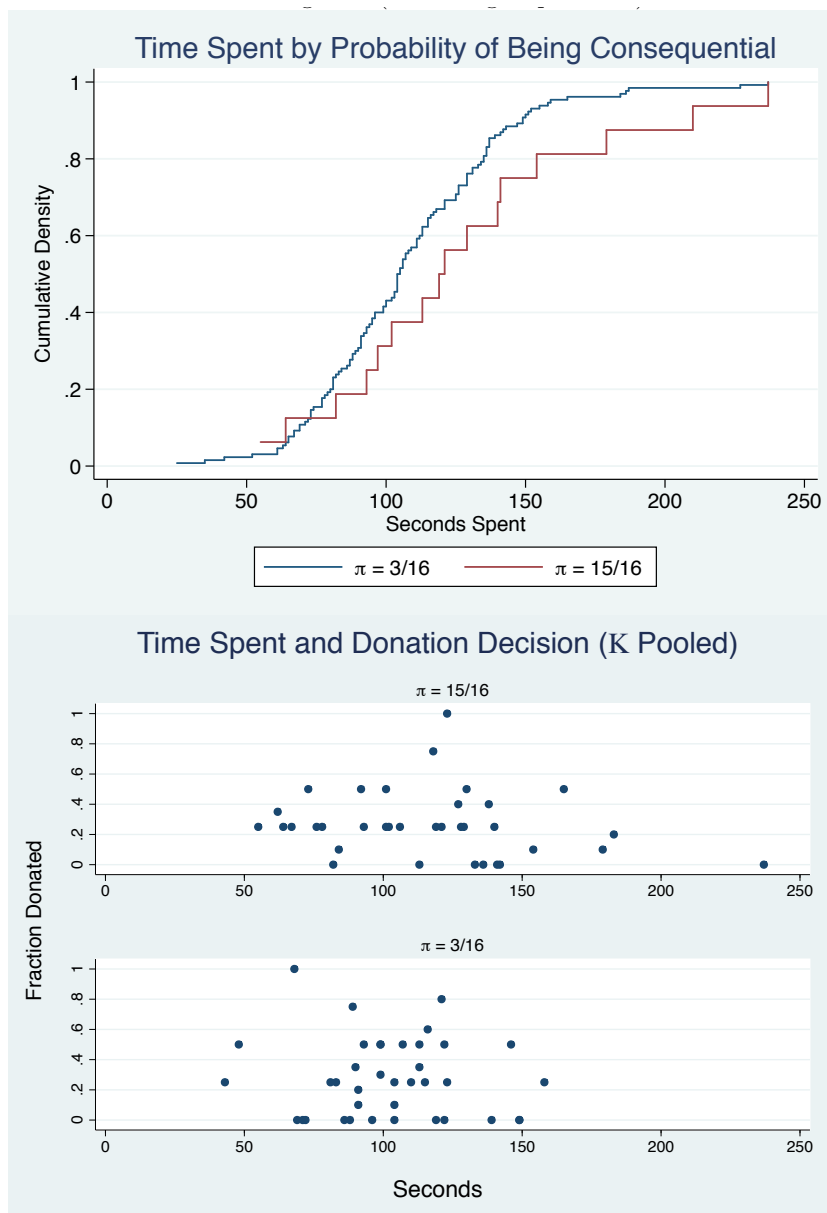 Time Spent by Probability of Being Consequential
Cumulative Density
1
.8
.6
.4
.2
0
0 50 100 150 200 250
Seconds Spent
π = 3/16 π = 15/16
Time Spent and Donation Decision (K Pooled)
Fraction Donated
π = 15/16
1
.8
.6
.4
.2
0
0 50 100 150 200 250
π = 3/16
1
.8
.6
.4
.2
0
0 50 100 150 200 250
Seconds